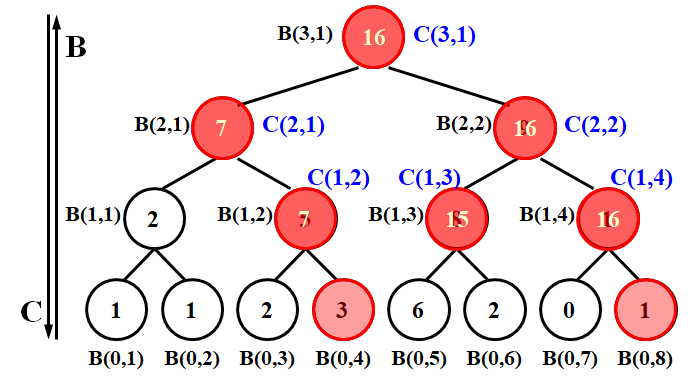 B(3,1) 16 C(3,1)
B
B(2,1) 7 C(2,1) B(2,2) 16 C(2,2)
C(1,2) C(1,3) C(1,4)
B(1,1) 2 B(1,2) 7 B(1,3) 15 B(1,4) 16
C 1 1 2 3 6 2 0 1
B(0,1) B(0,2) B(0,3) B(0,4) B(0,5) B(0,6) B(0,7) B(0,8)